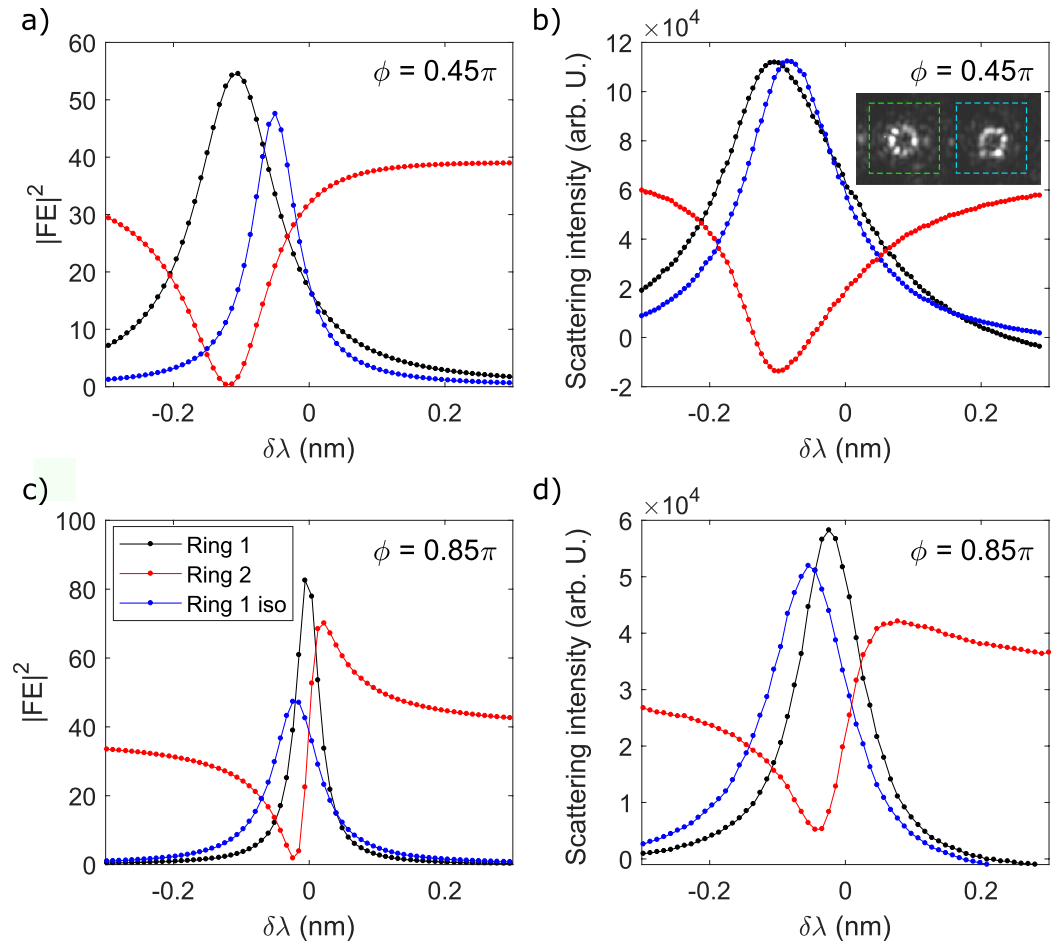 a)
ϕ = 0.45π
60
50
40
30
20
10
0
|FE|²
-0.2
0
0.2
δλ (nm)
b)
×10⁴
ϕ = 0.45π
12
10
8
6
4
2
0
-2
Scattering intensity (arb. U.)
-0.2
0
0.2
δλ (nm)
c)
ϕ = 0.85π
Ring 1
Ring 2
Ring 1 iso
100
80
60
40
20
0
|FE|²
-0.2
0
0.2
δλ (nm)
d)
×10⁴
ϕ = 0.85π
6
5
4
3
2
1
0
Scattering intensity (arb. U.)
-0.2
0
0.2
δλ (nm)